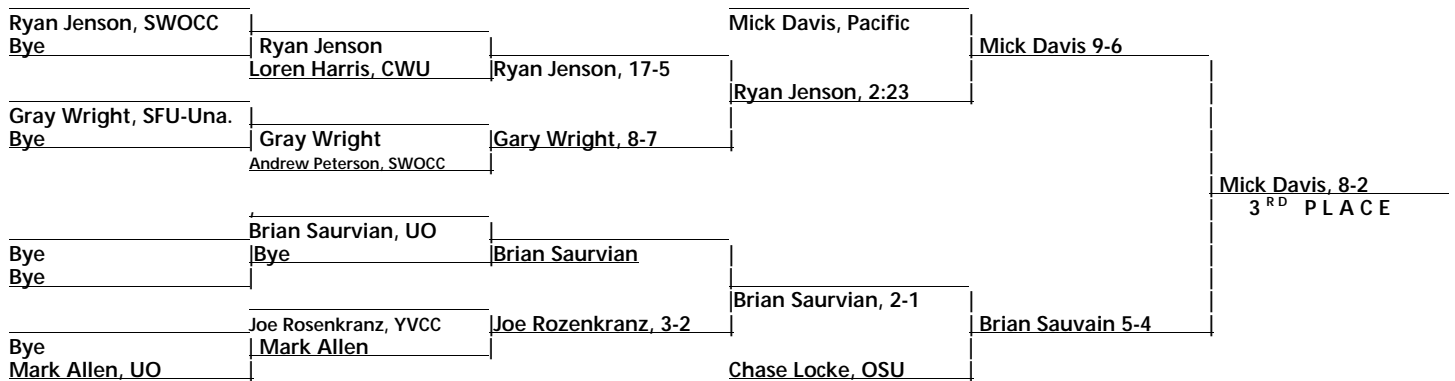 Ryan Jenson, SWOCC
Bye
Ryan Jenson
Loren Harris, CWU
Ryan Jenson, 17-5
Mick Davis, Pacific
Mick Davis 9-6
Ryan Jenson, 2:23
Gray Wright, SFU-Una.
Bye
Gray Wright
Andrew Peterson, SWOCC
Gary Wright, 8-7
Mick Davis, 8-2
3RD PLACE
,
Brian Saurvian, UO
Bye
Bye
Bye
Brian Saurvian
Brian Saurvian, 2-1
Joe Rosenkranz, YVCC
Mark Allen
Joe Rozenkranz, 3-2
Brian Sauvain 5-4
Bye
Mark Allen, UO
Chase Locke, OSU